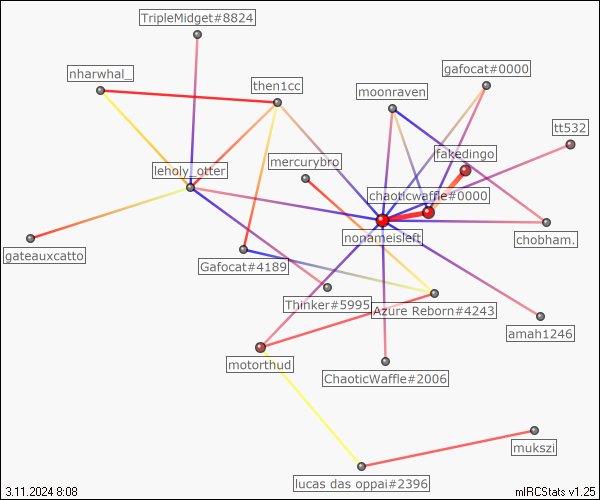 TripleMidget#8824
nharwhal_
then1cc
moonraven
gafocat#0000
tt532
fakedingo
mercurybro
leholy_otter
chaoticwaffle#0000
nonameisleft
chobham.
gateauxcatto
Gafocat#4189
Thinker#5995
Azure Reborn#4243
amah1246
motorthud
ChaoticWaffle#2006
mukszi
lucas das oppai#2396
3.11.2024 8:08
mIRCStats v1.25